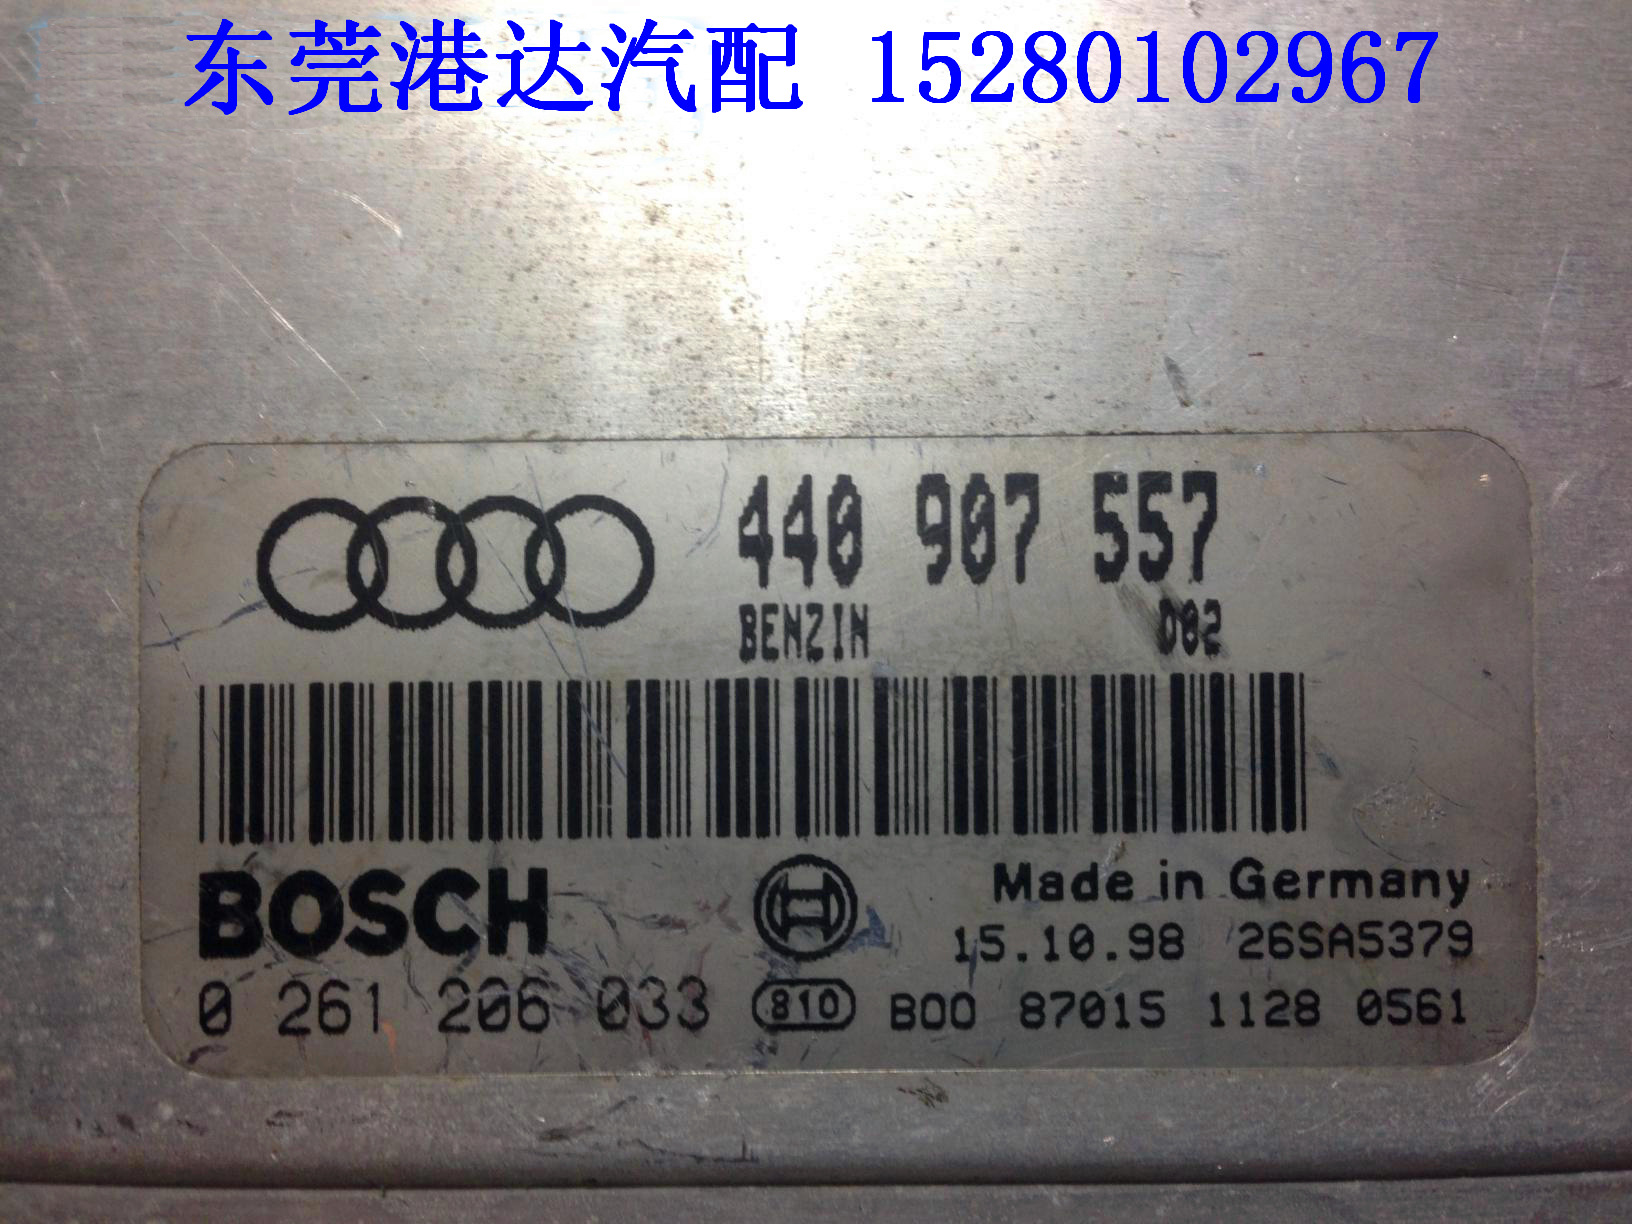 东莞港达汽配 15280102967
440 907 557
BENZIN D02
BOSCH
Made in Germany
15.10.98 26SA5379
0 261 206 033 810 B00 87015 1128 0561